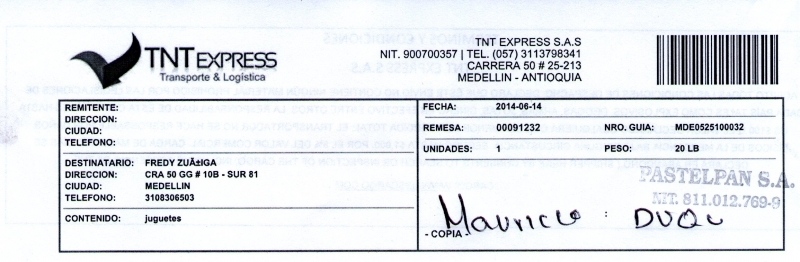 TNT EXPRESS
Transporte & Logística
TNT EXPRESS S.A.S
NIT. 900700357 | TEL. (057) 3113798341
CARRERA 50 # 25-213
MEDELLIN - ANTIOQUIA
REMITENTE:
DIRECCION:
CIUDAD:
TELEFONO:
DESTINATARIO: FREDY ZUÃ±IGA
DIRECCION: CRA 50 GG # 10B - SUR 81
CIUDAD: MEDELLIN
TELEFONO: 3108306503
CONTENIDO: juguetes
FECHA: 2014-06-14
REMESA: 00091232 NRO. GUIA: MDE0525100032
UNIDADES: 1 PESO: 20 LB
PASTELPAN S.A.
NIT. 811.012.769-9
Mauricio DUQU
- COPIA -